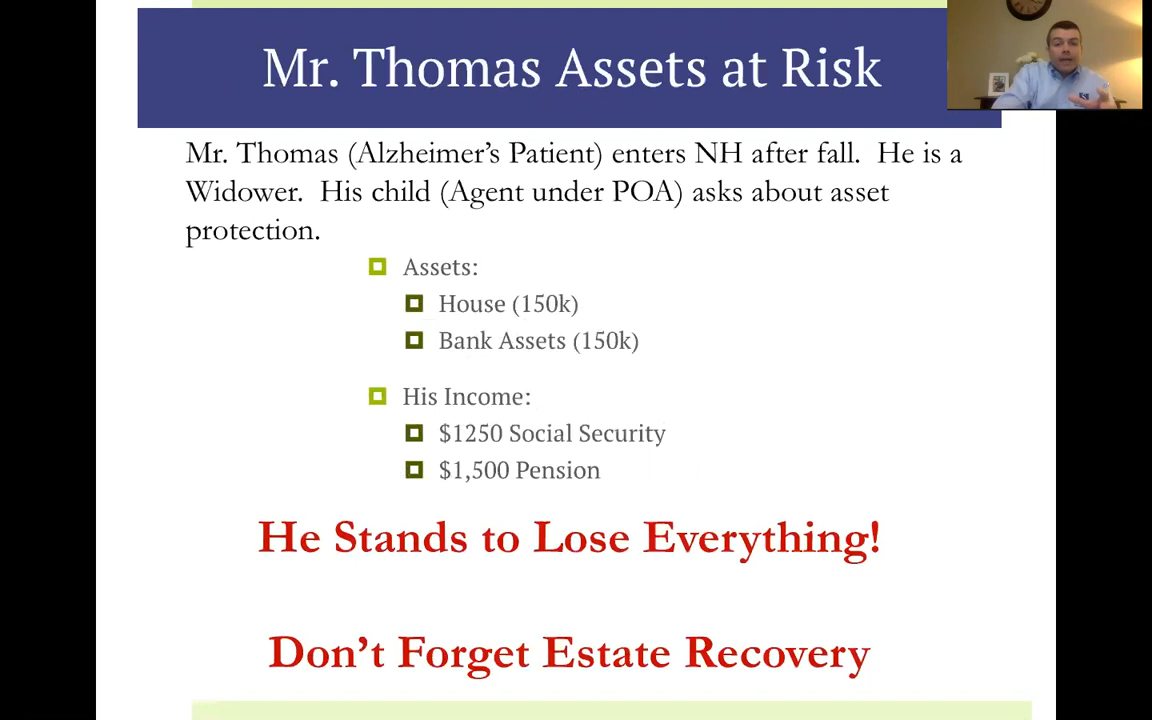 Mr. Thomas Assets at Risk
Mr. Thomas (Alzheimer's Patient) enters NH after fall.  He is a
Widower.  His child (Agent under POA) asks about asset
protection.
Assets:
House (150k)
Bank Assets (150k)
His Income:
$1250 Social Security
$1,500 Pension
He Stands to Lose Everything!
Don't Forget Estate Recovery